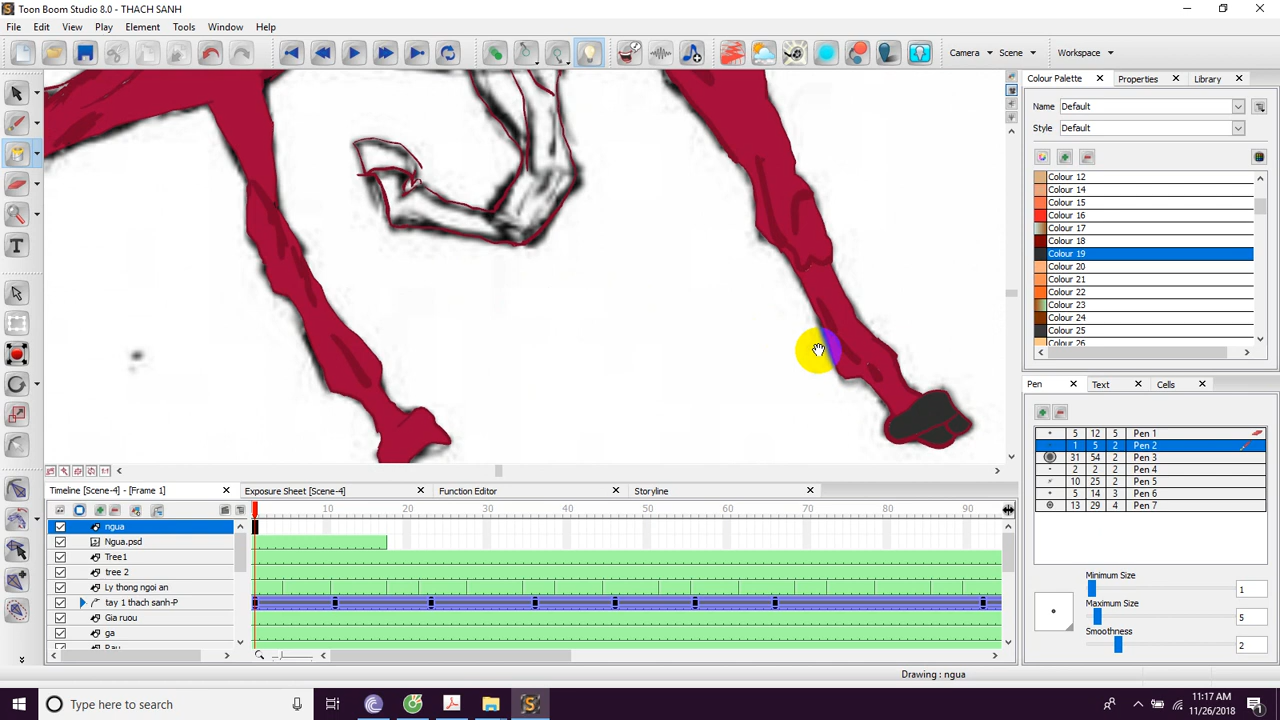 Toon Boom Studio 8.0 - THACH SANH
File Edit View Play Element Tools Window Help
Camera Scene Workspace
Colour Palette Properties Library
Name Default
Style Default
Colour 12
Colour 14
Colour 15
Colour 16
Colour 17
Colour 18
Colour 19
Colour 20
Colour 21
Colour 22
Colour 23
Colour 24
Colour 25
Colour 26
Pen Text Cells
5 12 5 Pen 1
1 5 2 Pen 2
31 54 2 Pen 3
2 2 2 Pen 4
10 25 2 Pen 5
5 14 3 Pen 6
13 29 4 Pen 7
Minimum Size
1
Maximum Size
5
Smoothness
2
Timeline [Scene-4] - [Frame 1] Exposure Sheet [Scene-4] Function Editor Storyline
10 20 30 40 50 60 70 80 90
ngua
Ngua.psd
Tree1
tree 2
Ly thong ngoi an
tay 1 thach sanh-P
Gia ruou
ga
Drawing : ngua
Type here to search
11:17 AM
11/26/2018